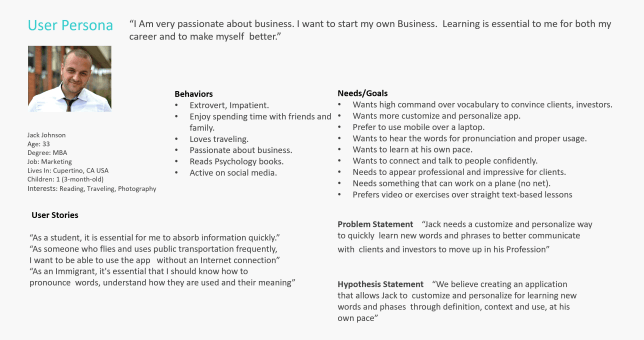 User Persona
“I Am very passionate about business. I want to start my own Business. Learning is essential to me for both my
career and to make myself better.”
Jack Johnson
Age: 33
Degree: MBA
Job: Marketing
Lives In: Cupertino, CA USA
Children: 1 (3-month-old)
Interests: Reading, Traveling, Photography
Behaviors
• Extrovert, Impatient.
• Enjoy spending time with friends and
family.
• Loves traveling.
• Passionate about business.
• Reads Psychology books.
• Active on social media.
Needs/Goals
• Wants high command over vocabulary to convince clients, investors.
• Wants more customize and personalize app.
• Prefer to use mobile over a laptop.
• Wants to hear the words for pronunciation and proper usage.
• Wants to learn at his own pace.
• Wants to connect and talk to people confidently.
• Needs to appear professional and impressive for clients.
• Needs something that can work on a plane (no net).
• Prefers video or exercises over straight text-based lessons
User Stories
“As a student, it is essential for me to absorb information quickly.”
“As someone who flies and uses public transportation frequently,
I want to be able to use the app without an Internet connection”
“As an Immigrant, it's essential that I should know how to
pronounce words, understand how they are used and their meaning”
Problem Statement “Jack needs a customize and personalize way
to quickly learn new words and phrases to better communicate
with clients and investors to move up in his Profession”
Hypothesis Statement “We believe creating an application
that allows Jack to customize and personalize for learning new
words and phases through definition, context and use, at his
own pace”